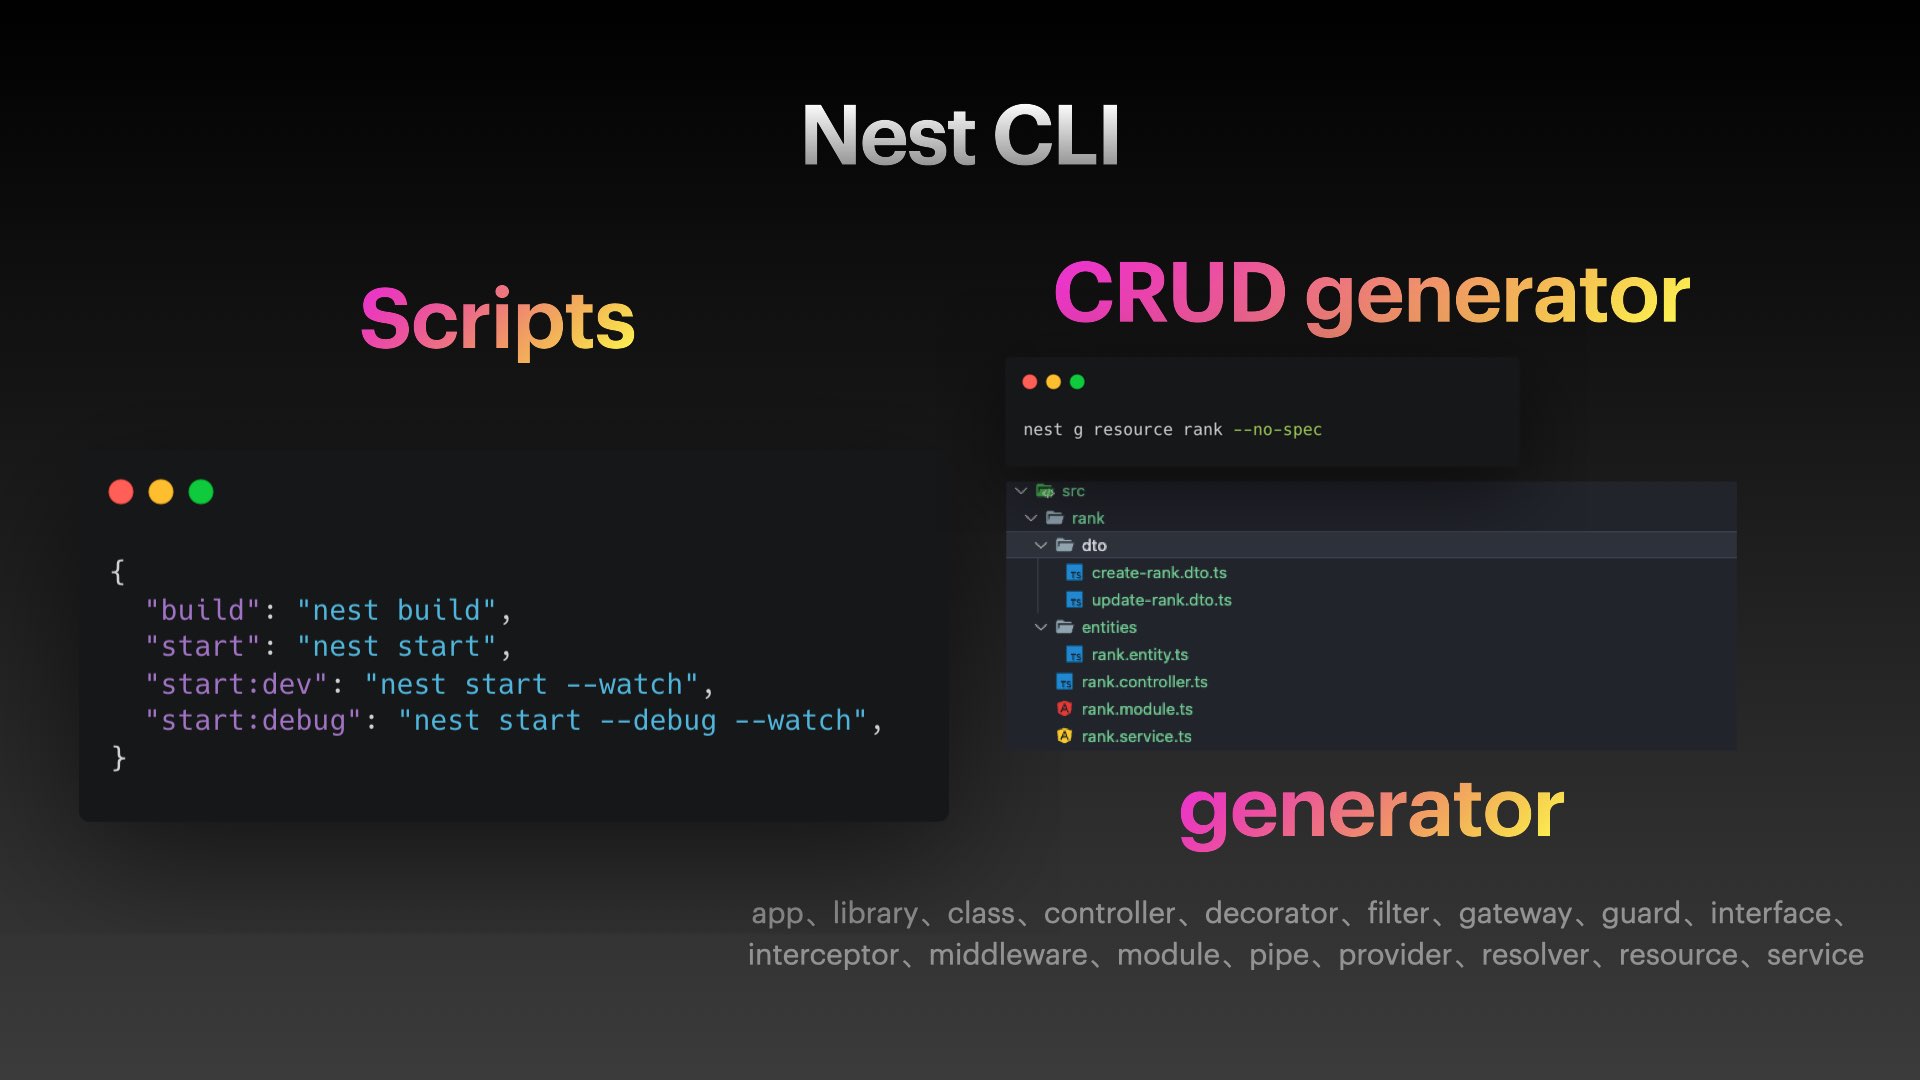 Nest CLI
Scripts
{
"build": "nest build",
"start": "nest start",
"start:dev": "nest start --watch",
"start:debug": "nest start --debug --watch",
}
CRUD generator
nest g resource rank --no-spec
src
rank
dto
create-rank.dto.ts
update-rank.dto.ts
entities
rank.entity.ts
rank.controller.ts
rank.module.ts
rank.service.ts
generator
app、library、class、controller、decorator、filter、gateway、guard、interface、
interceptor、middleware、module、pipe、provider、resolver、resource、service